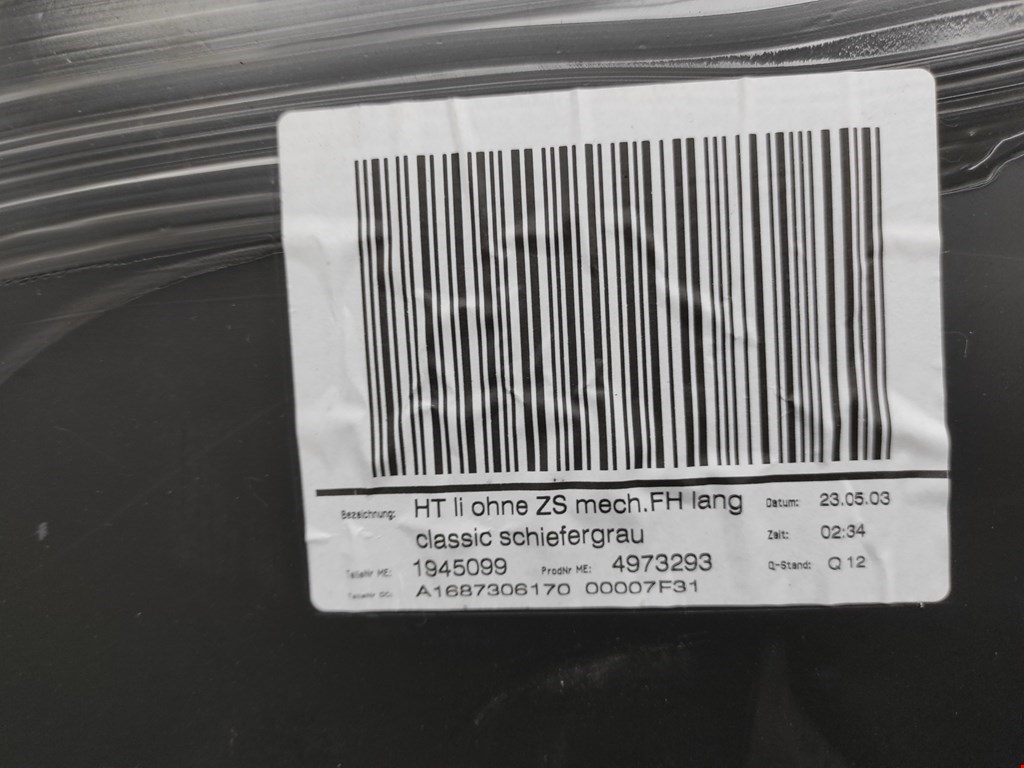 Bezeichnung: HT li ohne ZS mech.FH lang Datum: 23.05.03
classic schiefergrau Zeit: 02:34
TeileNr ME: 1945099 ProdNr ME: 4973293 Q-Stand: Q 12
TeileNr DC: A1687306170 00007F31